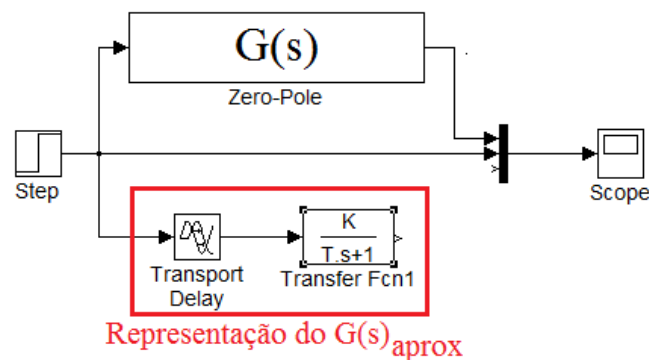 G(s)
Zero-Pole
Step
Scope
K
T.s+1
Transport
Delay
Transfer Fcn1
Representação do G(s)aprox